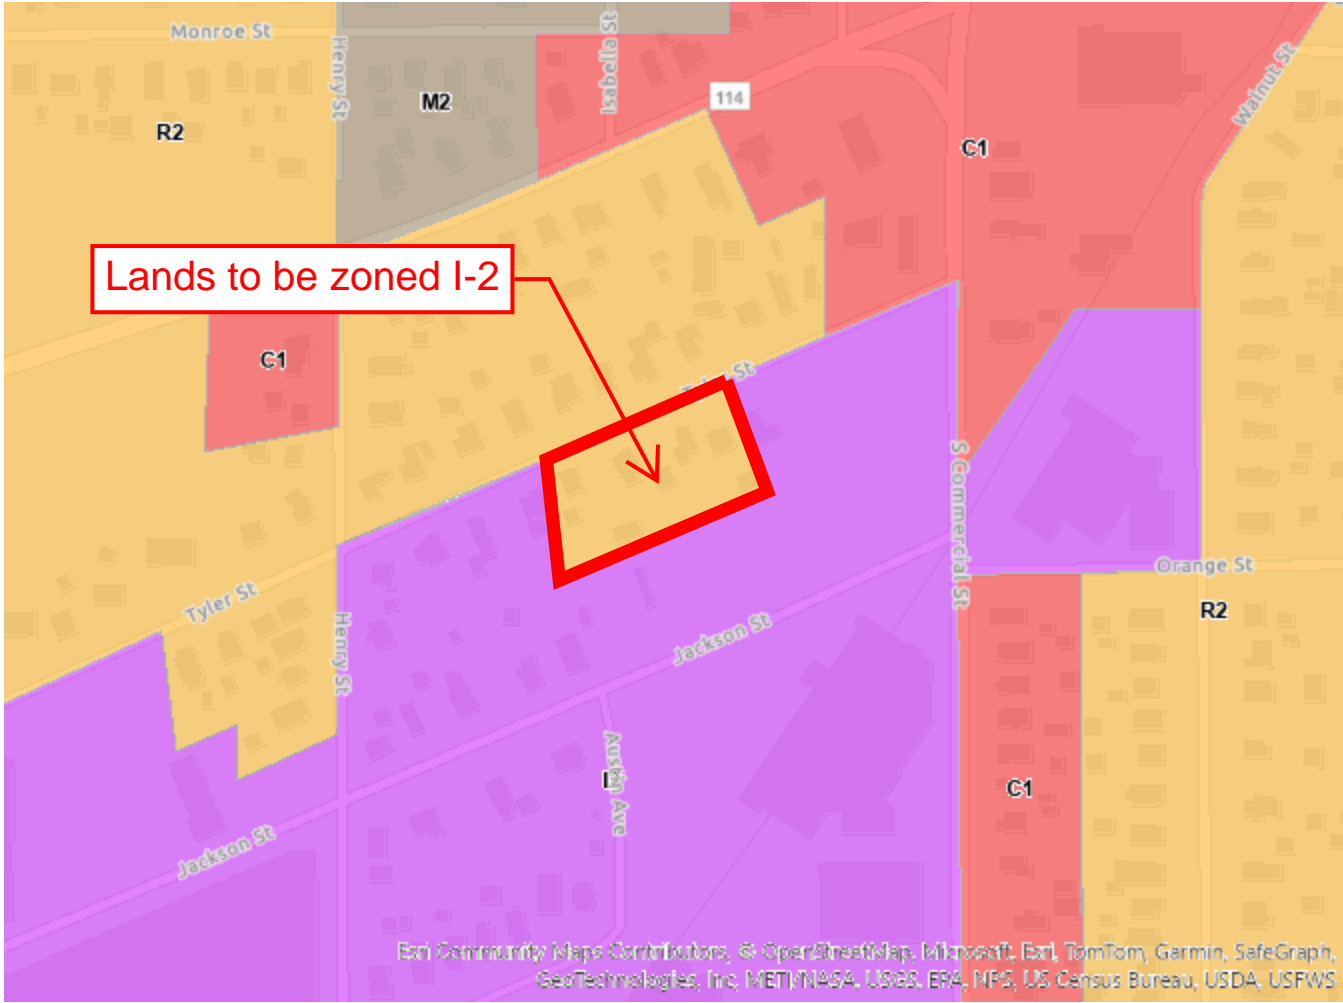 Monroe St
Henry St
Isabella St
M2
R2
114
Walnut St
C1
Lands to be zoned I-2
C1
S Commercial St
Orange St
R2
Tyler St
Henry St
Jackson St
Austin Ave
C1
Jackson St
Esri Community Maps Contributors, © OpenStreetMap, Microsoft, Esri, TomTom, Garmin, SafeGraph,
GeoTechnologies, Inc, METI/NASA, USGS, EPA, NPS, US Census Bureau, USDA, USFWS